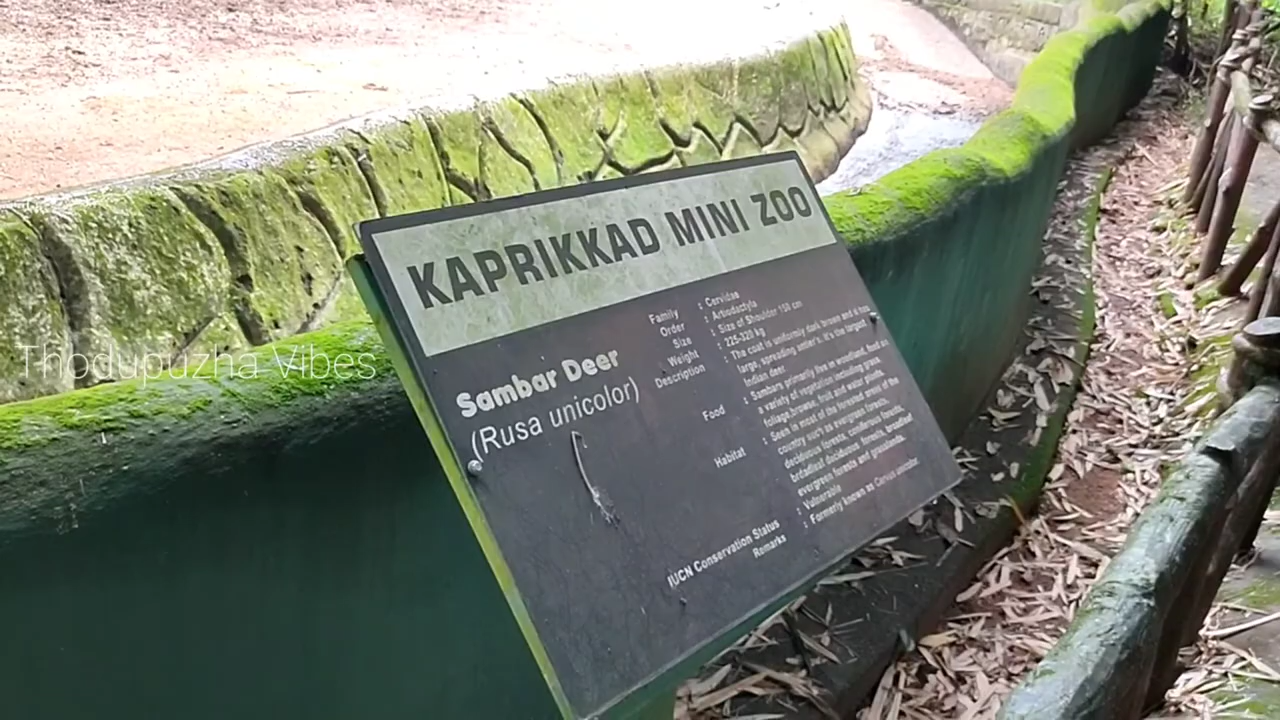 KAPRIKKAD MINI ZOO
Sambar Deer
(Rusa unicolor)
Family : Cervidae
Order : Artiodactyla
Size : Size of Shoulder 150 cm
Weight : 225-320 kg
Description : The coat is uniformly dark brown and it has
large, spreading antler's. It's the largest
Indian deer.
Food : Sambars primarily live in woodland, feed on
a variety of vegetation including grass,
foliage, browse, fruit and water plants.
Habitat : Seen in most of the forested areas of the
country such as evergreen forests,
deciduous forests, coniferous forests,
broadleaf deciduous forests, broadleaf
evergreen forests and grasslands.
IUCN Conservation Status : Vulnerable
Remarks : Formerly known as Cervus unicolor.
Thodupuzha Vibes